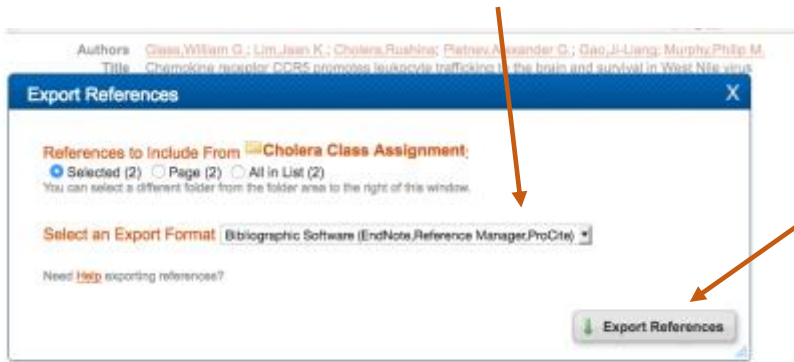 Authors Glass,William G.; Lim,Jean K.; Cholera,Rushina; Pletnev,Alexander G.; Gao,Ji-Liang; Murphy,Philip M.
Title Chemokine receptor CCR5 promotes leukocyte trafficking to the brain and survival in West Nile virus
Export References X
References to Include From Cholera Class Assignment:
Selected (2) Page (2) All in List (2)
You can select a different folder from the folder area to the right of this window.
Select an Export Format Bibliographic Software (EndNote,Reference Manager,ProCite)
Need Help exporting references?
Export References